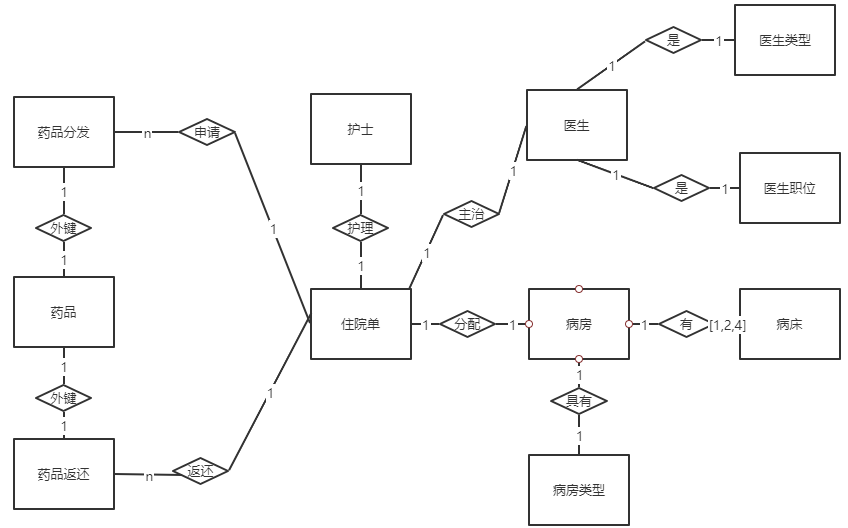 是
1
医生类型
1
药品分发
n
申请
护士
医生
1
是
1
医生职位
1
1
1
主治
外键
1
护理
1
1
1
1
药品
住院单
1
分配
1
病房
1
有
[1,2,4]
病床
1
1
外键
1
具有
1
1
药品返还
n
返还
病房类型